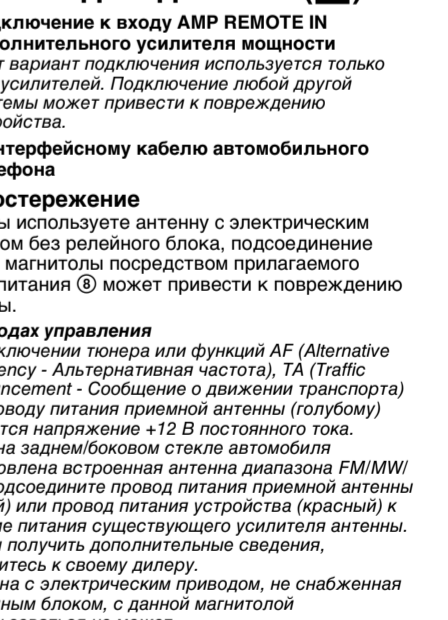 дключение к входу AMP REMOTE IN
полнительного усилителя мощности
т вариант подключения используется только
усилителей. Подключение любой другой
темы может привести к повреждению
ройства.
нтерфейсному кабелю автомобильного
ефона
остережение
ы используете антенну с электрическим
ом без релейного блока, подсоединение
магнитолы посредством прилагаемого
питания ⑧ может привести к повреждению
ы.
одах управления
ключении тюнера или функций AF (Alternative
ency - Альтернативная частота), TA (Traffic
uncement - Сообщение о движении транспорта)
роводу питания приемной антенны (голубому)
тся напряжение +12 В постоянного тока.
на заднем/боковом стекле автомобиля
овлена встроенная антенна диапазона FM/MW/
одсоедините провод питания приемной антенны
й) или провод питания устройства (красный) к
ме питания существующего усилителя антенны.
ы получить дополнительные сведения,
итесь к своему дилеру.
на с электрическим приводом, не снабженная
ным блоком, с данной магнитолой